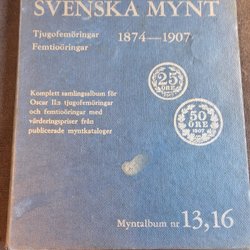 SVENSKA MYNT
Tjugofemöringar
Femtioöringar
1874—1907
Komplett samlingsalbum för
Oscar II:s tjugofemöringar
och femtioöringar med
värderingspriser från
publicerade myntkataloger
25
ÖRE
50
ÖRE
1907
Myntalbum nr 13,16